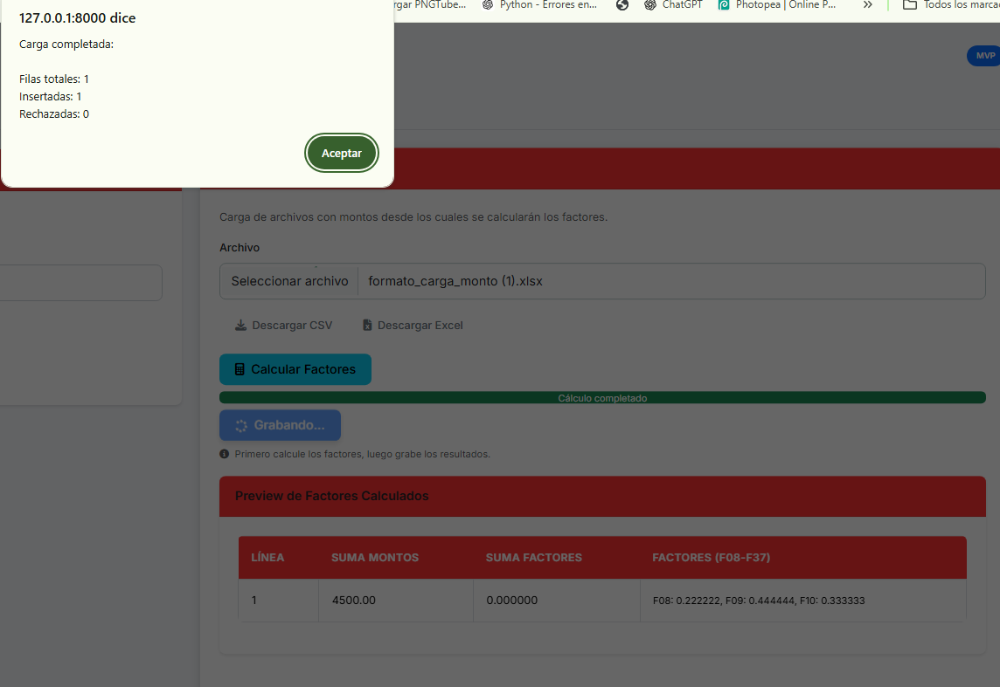 127.0.0.1:8000 dice
Carga completada:
Filas totales: 1
Insertadas: 1
Rechazadas: 0
Aceptar
rgar PNGTube... Python - Errores en... ChatGPT Photopea | Online P... » Todos los marca
MVP
Carga de archivos con montos desde los cuales se calcularán los factores.
Archivo
Seleccionar archivo formato_carga_monto (1).xlsx
Descargar CSV Descargar Excel
Calcular Factores
Cálculo completado
Grabando...
Primero calcule los factores, luego grabe los resultados.
Preview de Factores Calculados
LÍNEA SUMA MONTOS SUMA FACTORES FACTORES (F08-F37)
1 4500.00 0.000000 F08: 0.222222, F09: 0.444444, F10: 0.333333